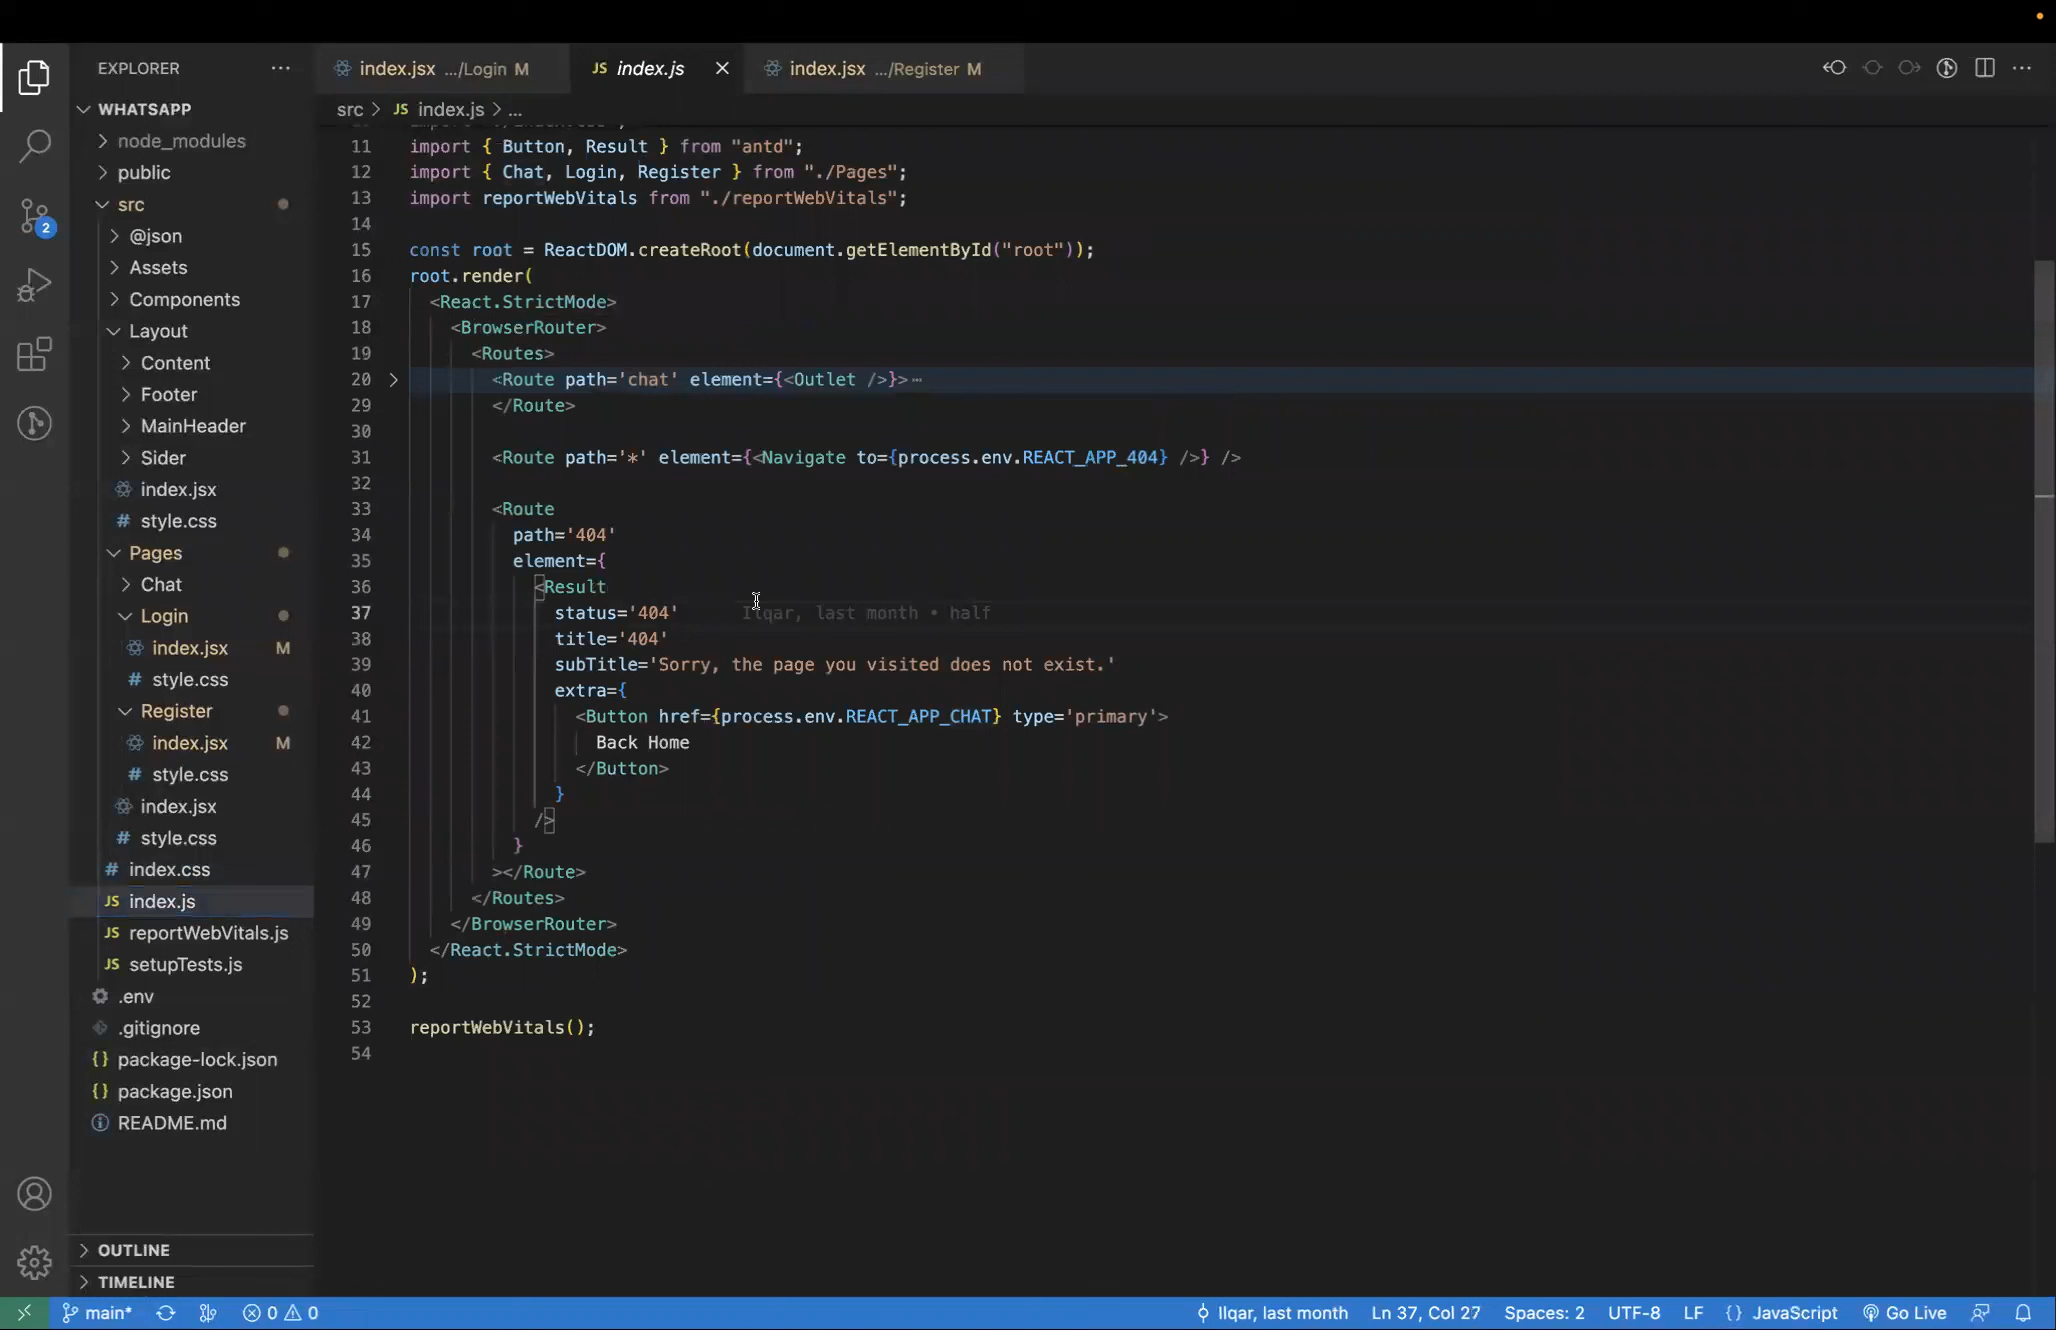 EXPLORER
index.jsx .../Login M
JS index.js
index.jsx .../Register M
WHATSAPP
node_modules
public
src
@json
Assets
Components
Layout
Content
Footer
MainHeader
Sider
index.jsx
# style.css
Pages
Chat
Login
index.jsx M
# style.css
Register
index.jsx M
# style.css
index.jsx
# style.css
# index.css
JS index.js
JS reportWebVitals.js
JS setupTests.js
.env
.gitignore
{} package-lock.json
{} package.json
README.md
OUTLINE
TIMELINE
2
src > JS index.js > ...
11 import { Button, Result } from "antd";
12 import { Chat, Login, Register } from "./Pages";
13 import reportWebVitals from "./reportWebVitals";
14
15 const root = ReactDOM.createRoot(document.getElementById("root"));
16 root.render(
17 <React.StrictMode>
18 <BrowserRouter>
19 <Routes>
20 <Route path='chat' element={<Outlet />}>⋯
29 </Route>
30
31 <Route path='*' element={<Navigate to={process.env.REACT_APP_404} />} />
32
33 <Route
34 path='404'
35 element={
36 <Result
37 status='404' Ilqar, last month • half
38 title='404'
39 subTitle='Sorry, the page you visited does not exist.'
40 extra={
41 <Button href={process.env.REACT_APP_CHAT} type='primary'>
42 Back Home
43 </Button>
44 }
45 />
46 }
47 ></Route>
48 </Routes>
49 </BrowserRouter>
50 </React.StrictMode>
51 );
52
53 reportWebVitals();
54
main* 0 0 Ilqar, last month Ln 37, Col 27 Spaces: 2 UTF-8 LF {} JavaScript Go Live